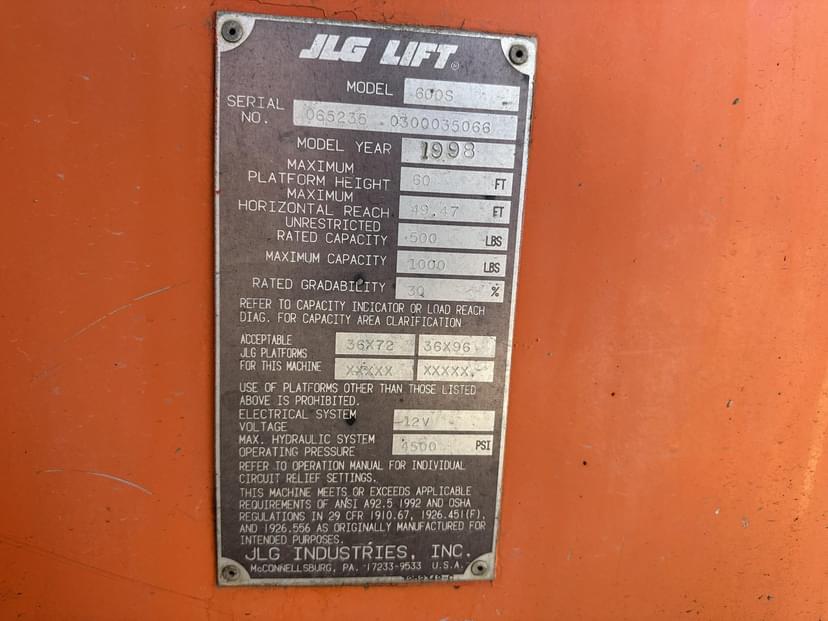 JLG LIFT®
MODEL 600S
SERIAL NO. 065236 0300035066
MODEL YEAR 1998
MAXIMUM PLATFORM HEIGHT 60 FT
MAXIMUM HORIZONTAL REACH 49.47 FT
UNRESTRICTED RATED CAPACITY 500 LBS
MAXIMUM CAPACITY 1000 LBS
RATED GRADABILITY 30 %
REFER TO CAPACITY INDICATOR OR LOAD REACH
DIAG. FOR CAPACITY AREA CLARIFICATION
ACCEPTABLE 36X72 36X96
JLG PLATFORMS
FOR THIS MACHINE XXXXX XXXXX
USE OF PLATFORMS OTHER THAN THOSE LISTED
ABOVE IS PROHIBITED.
ELECTRICAL SYSTEM
VOLTAGE 12V
MAX. HYDRAULIC SYSTEM
OPERATING PRESSURE 4500 PSI
REFER TO OPERATION MANUAL FOR INDIVIDUAL
CIRCUIT RELIEF SETTINGS.
THIS MACHINE MEETS OR EXCEEDS APPLICABLE
REQUIREMENTS OF ANSI A92.5 1992 AND OSHA
REGULATIONS IN 29 CFR 1910.67, 1926.451(F),
AND 1926.556 AS ORIGINALLY MANUFACTURED FOR
INTENDED PURPOSES.
JLG INDUSTRIES, INC.
McCONNELLSBURG, PA. 17233-9533 U.S.A.